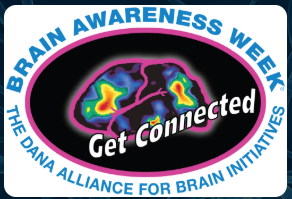 BRAIN AWARENESS WEEK®
Get Connected
THE DANA ALLIANCE FOR BRAIN INITIATIVES